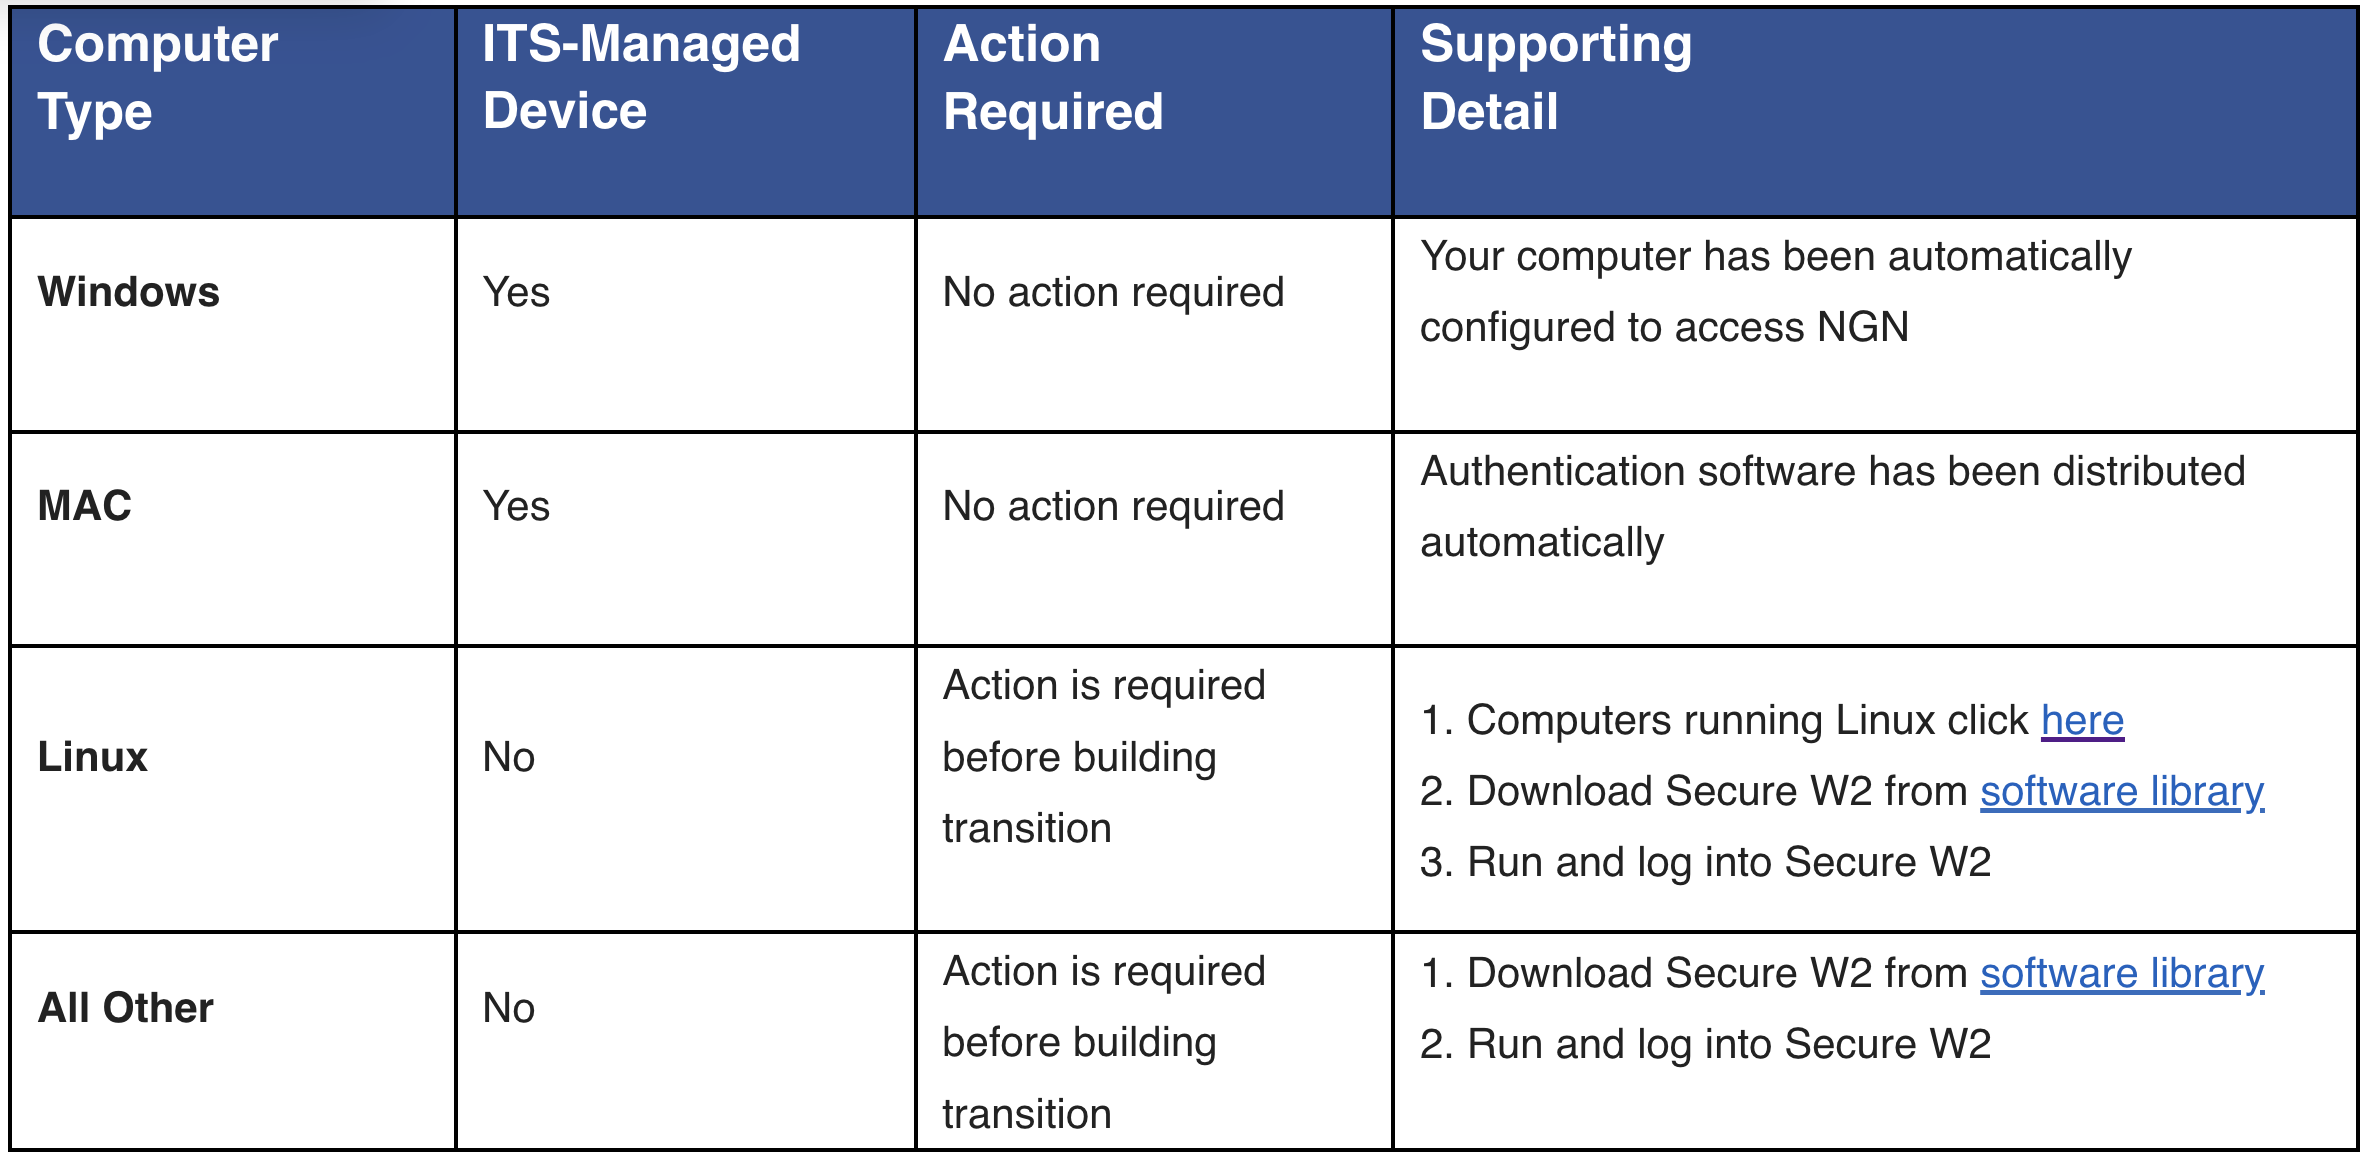 Computer
Type
ITS-Managed
Device
Action
Required
Supporting
Detail
Windows
Yes
No action required
Your computer has been automatically
configured to access NGN
MAC
Yes
No action required
Authentication software has been distributed
automatically
Linux
No
Action is required
before building
transition
1. Computers running Linux click here
2. Download Secure W2 from software library
3. Run and log into Secure W2
All Other
No
Action is required
before building
transition
1. Download Secure W2 from software library
2. Run and log into Secure W2